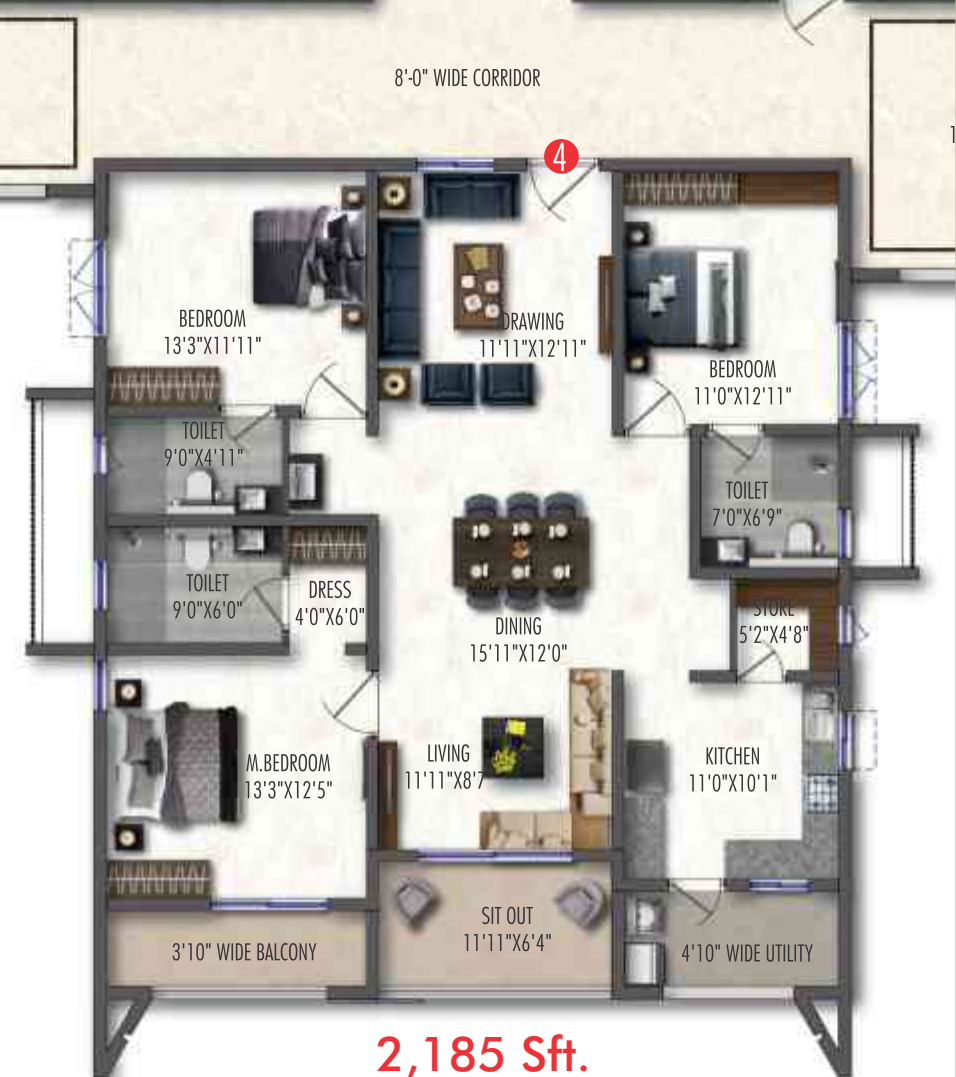 8'-0" WIDE CORRIDOR
4
1
BEDROOM
13'3"X11'11"
DRAWING
11'11"X12'11"
BEDROOM
11'0"X12'11"
TOILET
9'0"X4'11"
TOILET
7'0"X6'9"
TOILET
9'0"X6'0"
DRESS
4'0"X6'0"
DINING
15'11"X12'0"
STORE
5'2"X4'8"
M.BEDROOM
13'3"X12'5"
LIVING
11'11"X8'7
KITCHEN
11'0"X10'1"
3'10" WIDE BALCONY
SIT OUT
11'11"X6'4"
4'10" WIDE UTILITY
2,185 Sft.